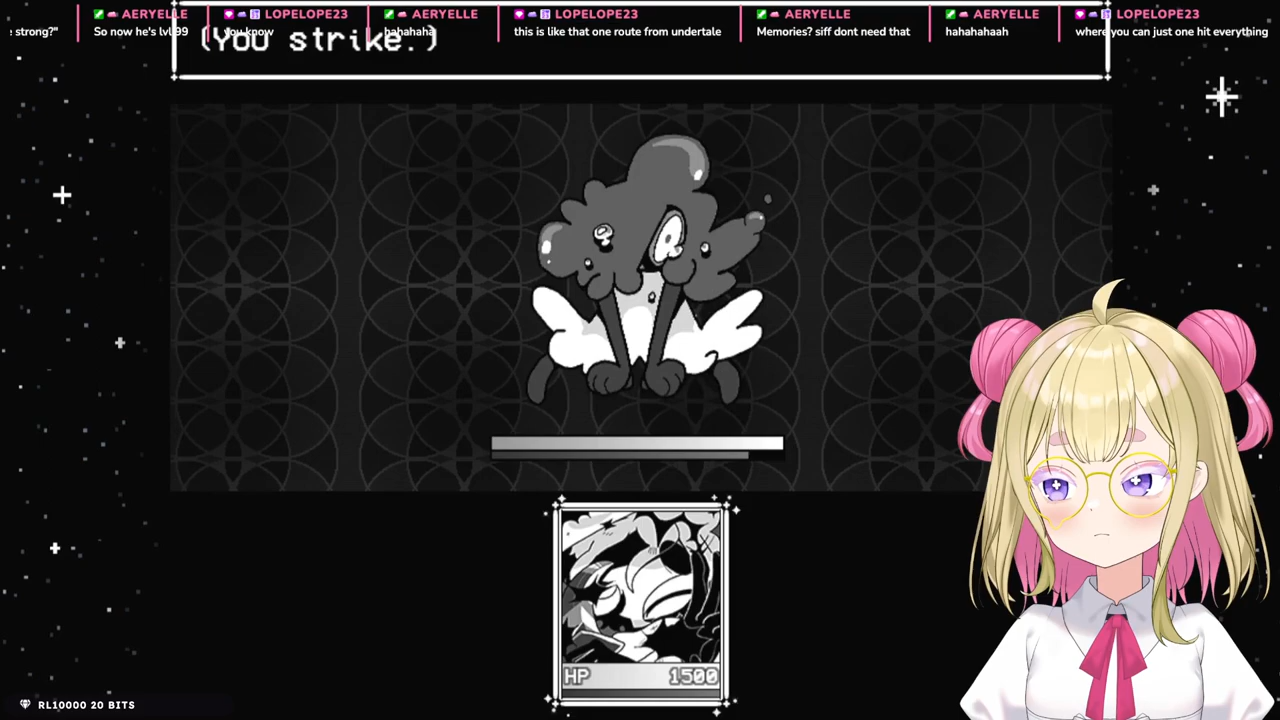 strong?"
AERYELLE
So now he's lvl 99
LOPELOPE23
you know
AERYELLE
hahahaha
LOPELOPE23
this is like that one route from undertale
AERYELLE
Memories? siff dont need that
AERYELLE
hahahaah
LOPELOPE23
where you can just one hit everything
(You strike.)
HP 1500
RL10000 20 BITS